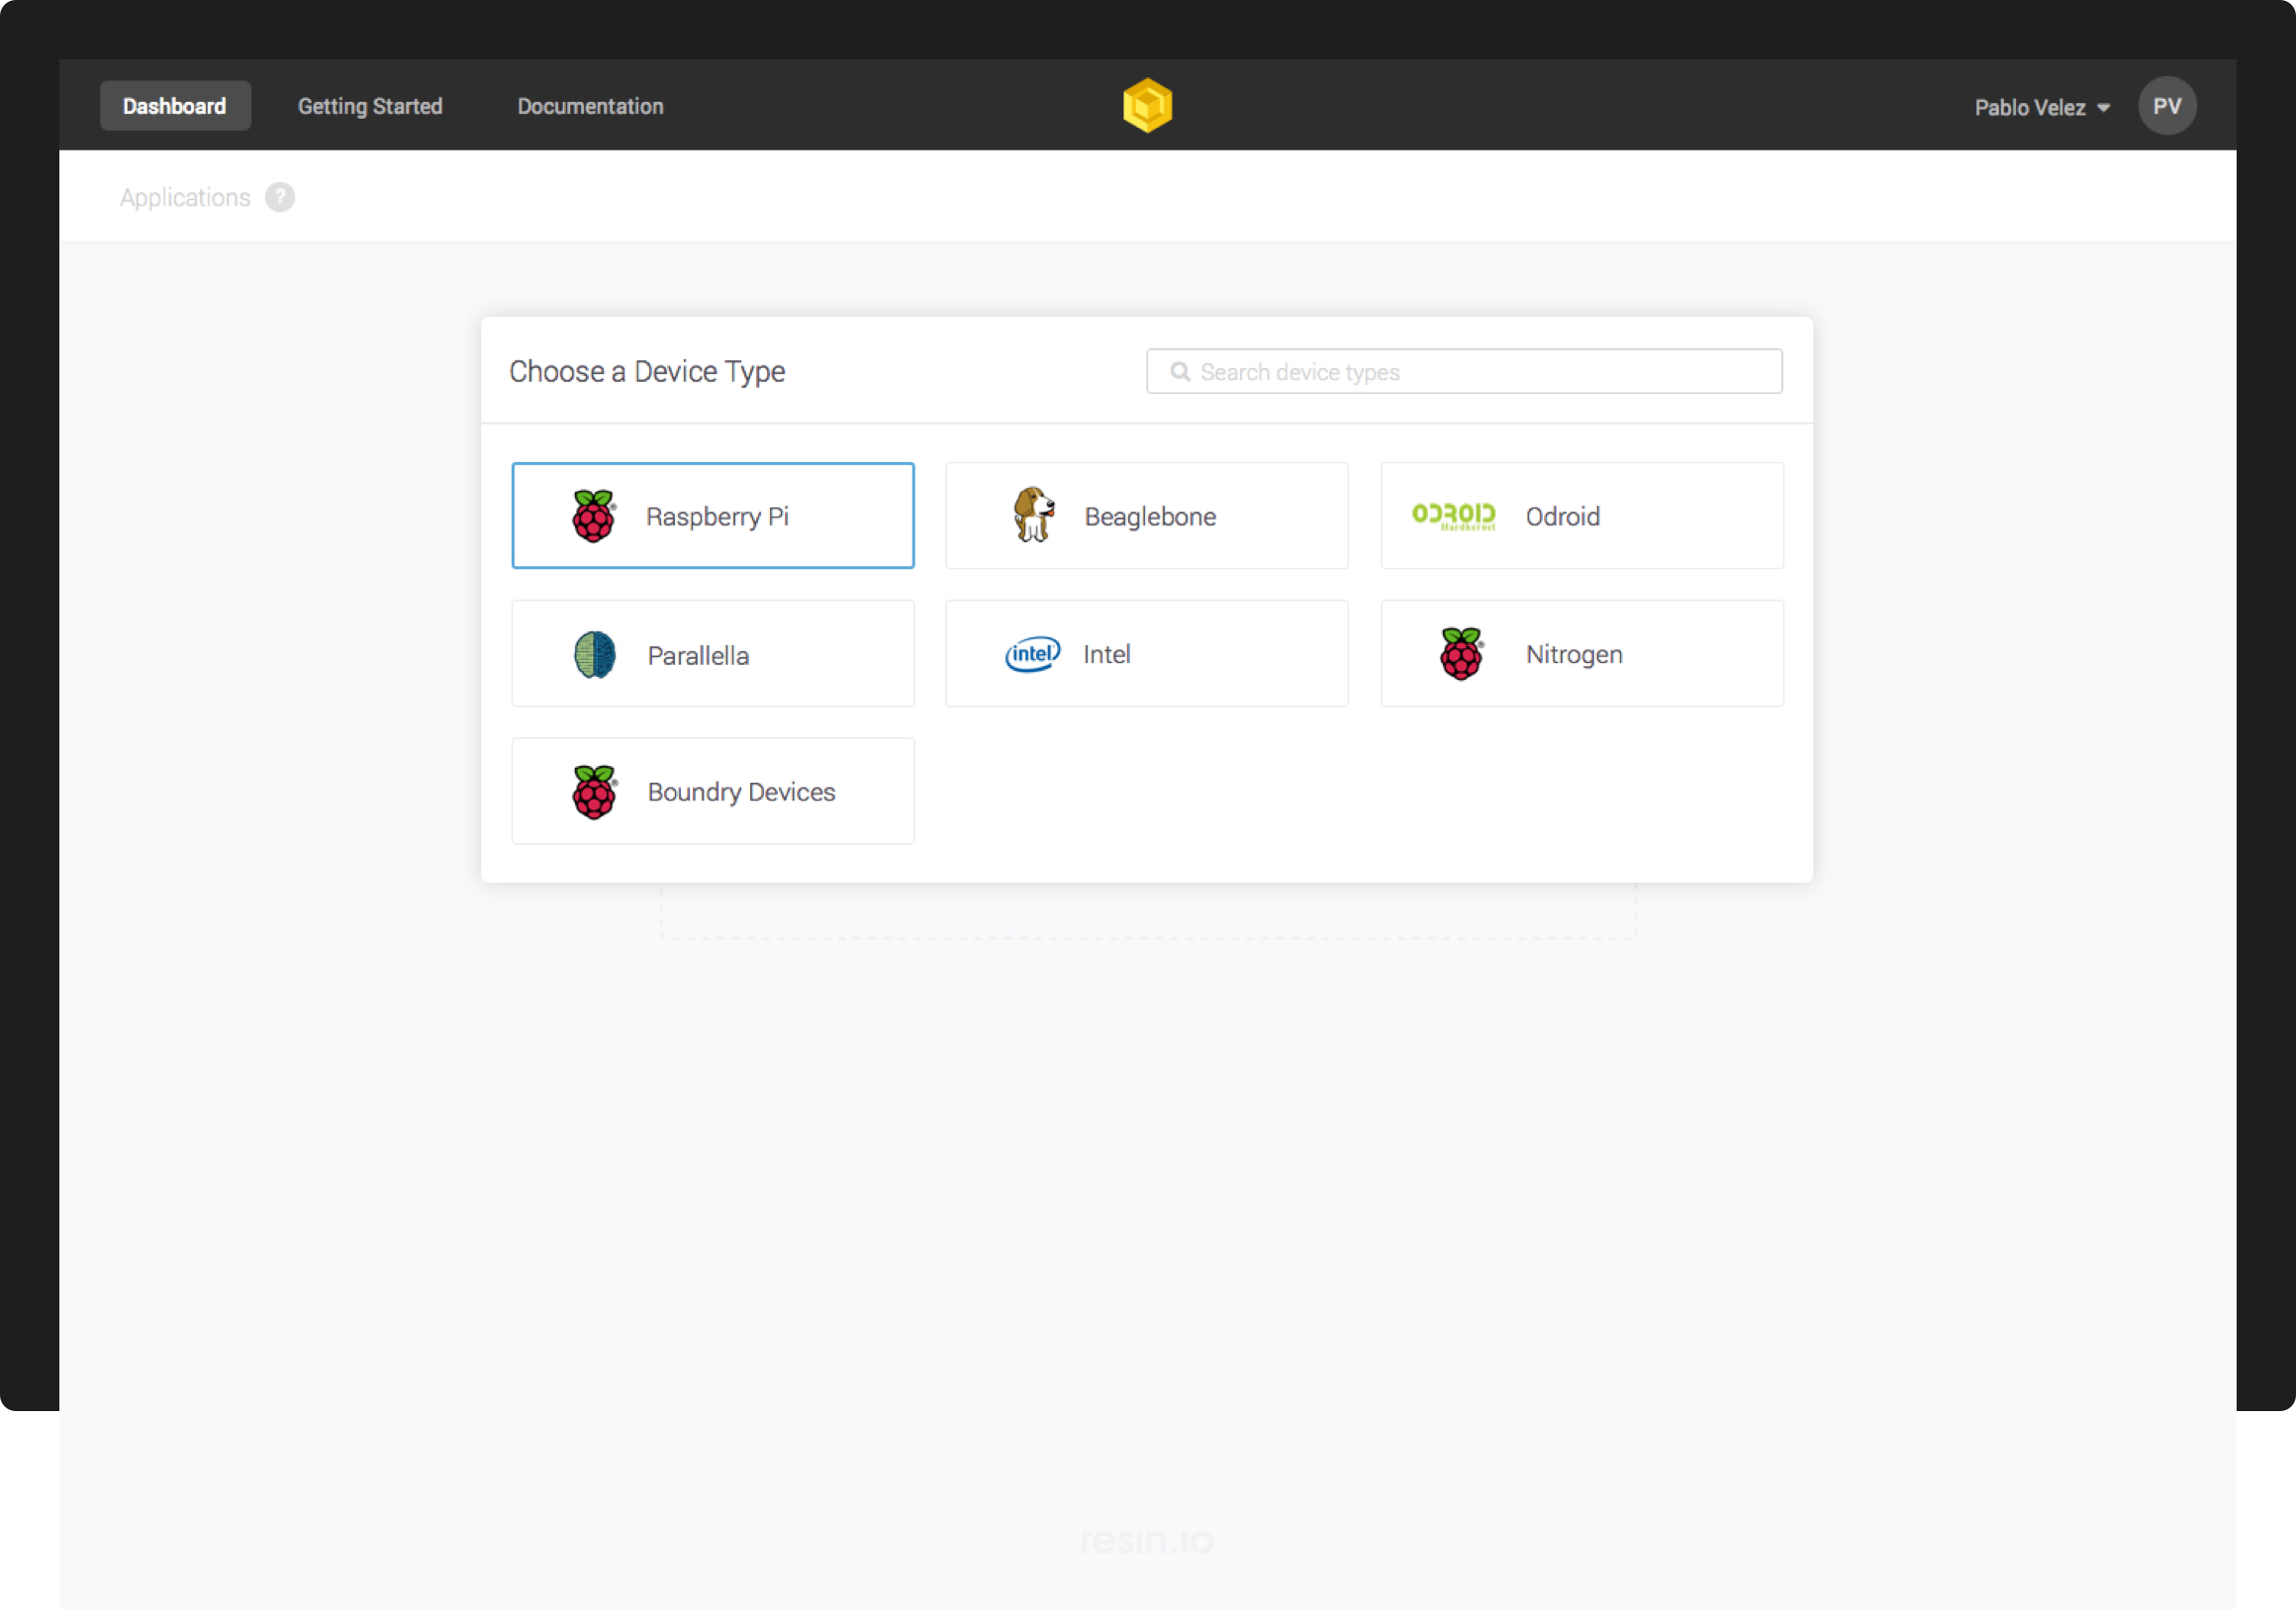 Dashboard Getting Started Documentation Pablo Velez PV
Applications ?
Choose a Device Type Search device types
Raspberry Pi Beaglebone ODROID Hardkernel Odroid
Parallella intel Intel Nitrogen
Boundry Devices
resin.io